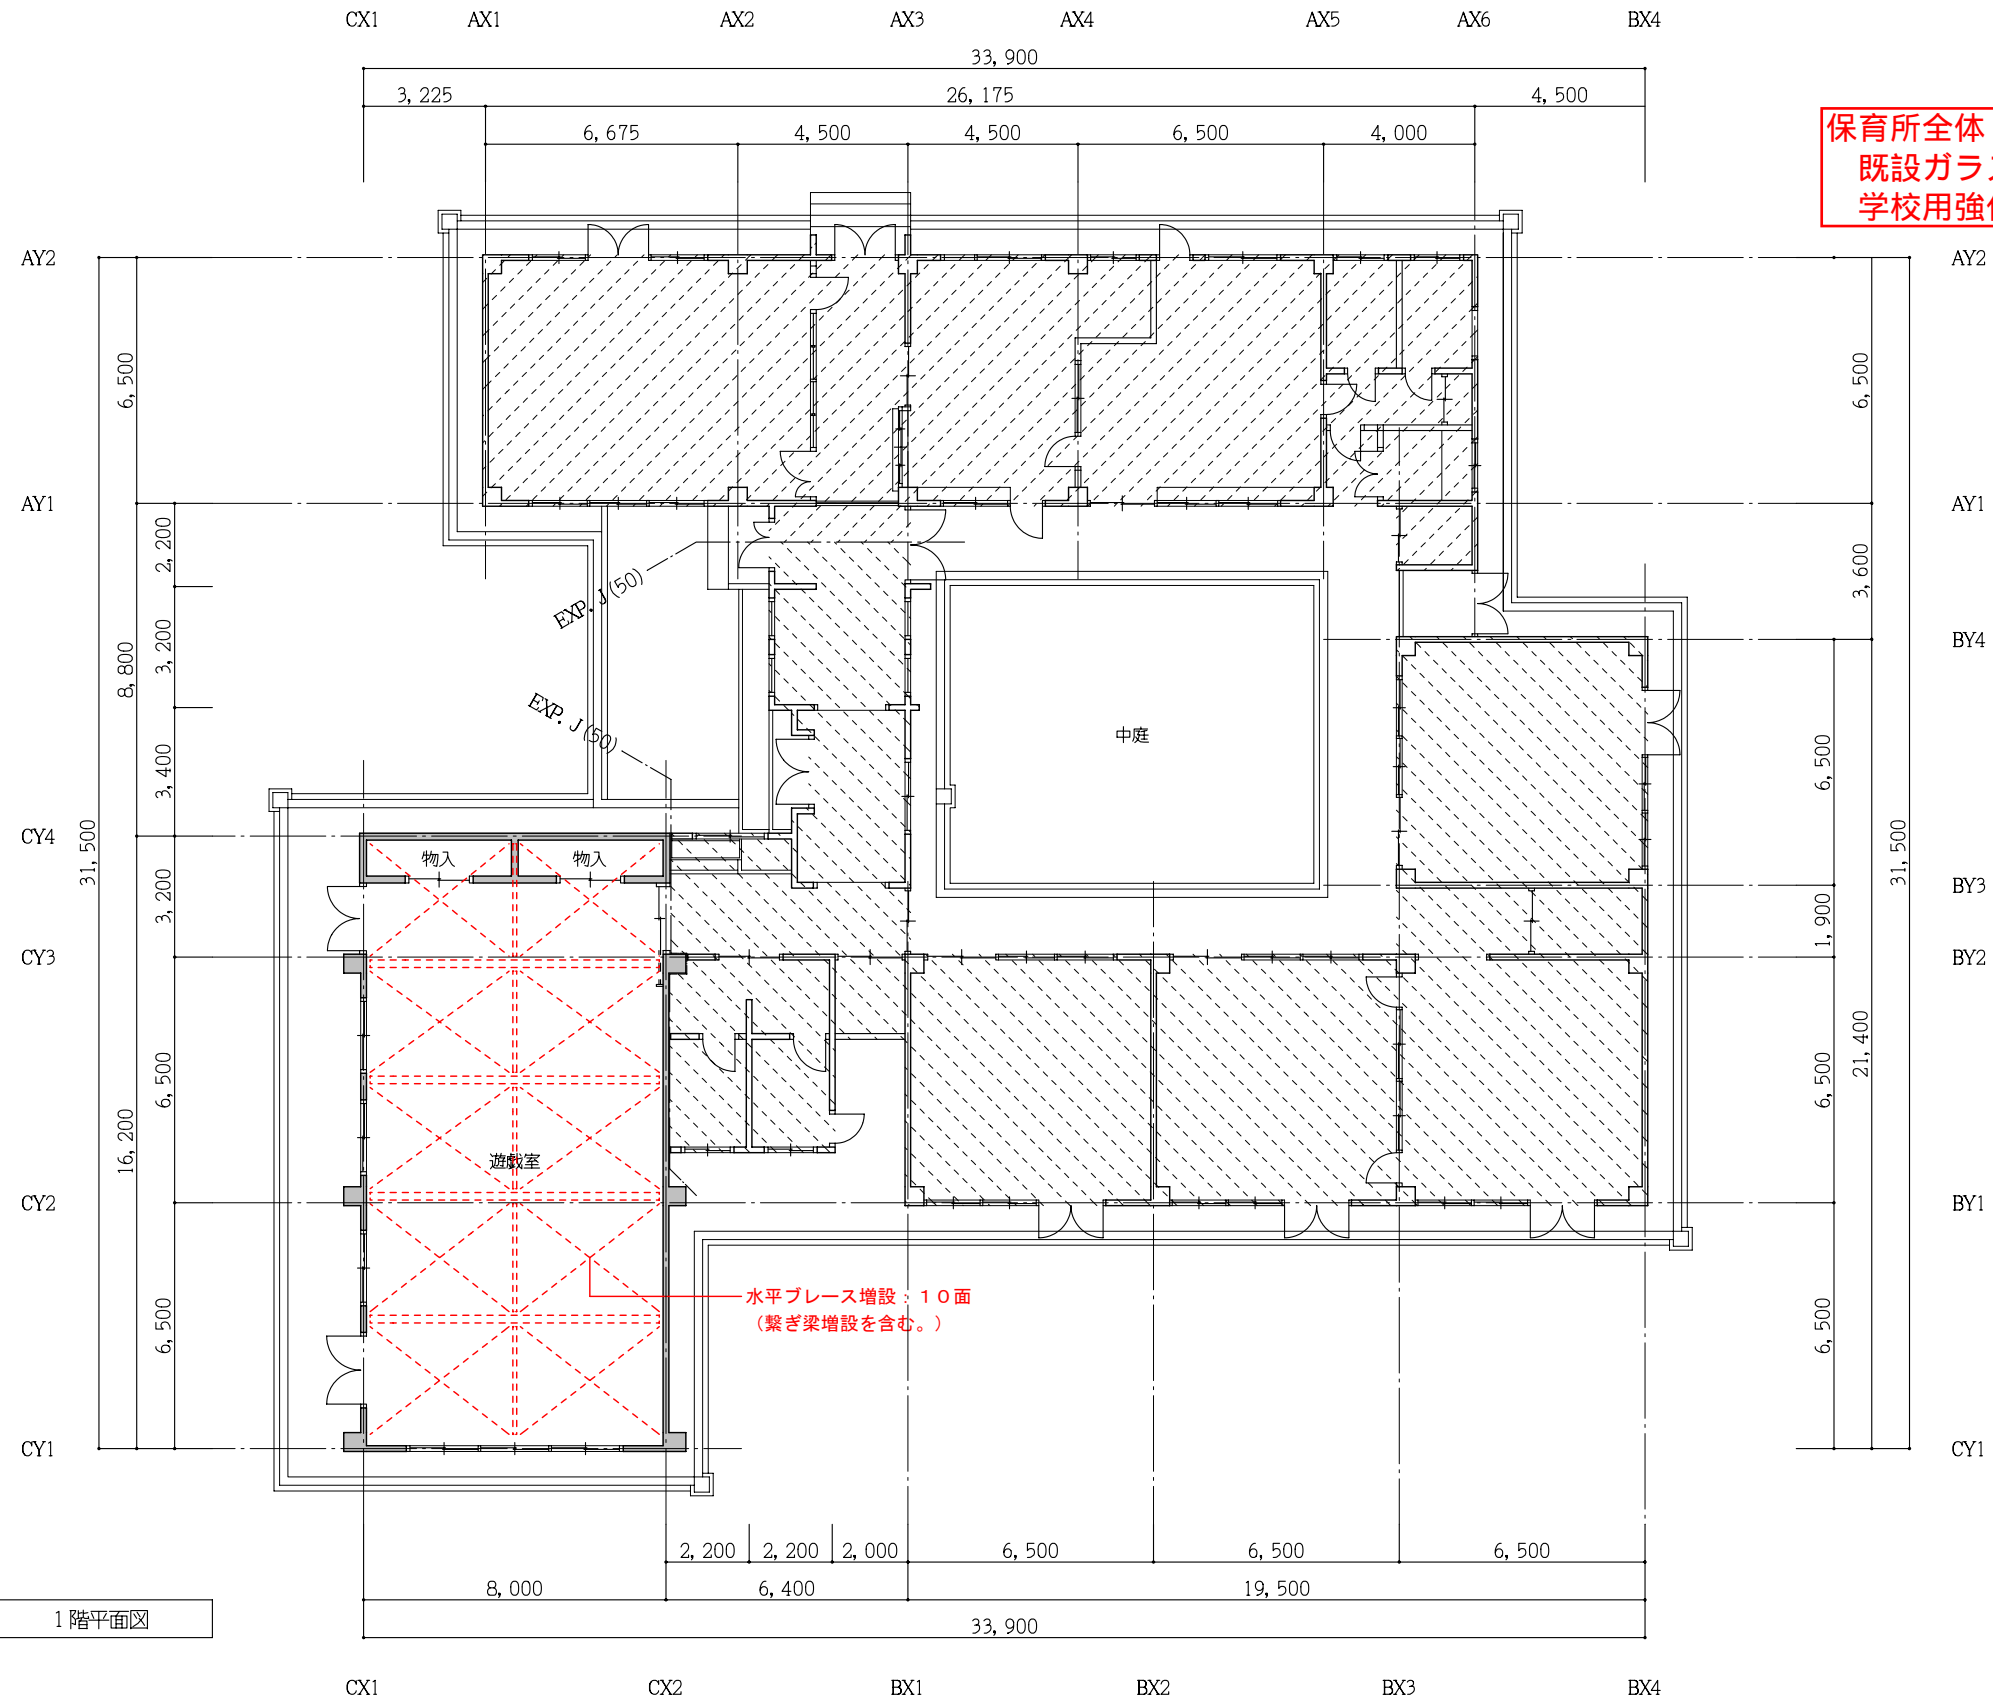 CX1 AX1 AX2 AX3 AX4 AX5 AX6 BX4
33,900
3,225 26,175 4,500
6,675 4,500 4,500 6,500 4,000
保育所全体
既設ガラ
学校用強
AY2 AY2
6,500 6,500
AY1 AY1
2,200
3,600
EXP. J(50)
3,200
8,800
BY4
EXP. J(50)
中庭
3,400
6,500
CY4
31,500 31,500
物入 物入
3,200
BY3
1,900
CY3 BY2
6,500
21,400
6,500
16,200
遊戯室
CY2 BY1
水平ブレース増設：１０面
（繋ぎ梁増設を含む。）
6,500 6,500
CY1 CY1
2,200 2,200 2,000 6,500 6,500 6,500
8,000 6,400 19,500
1階平面図
33,900
CX1 CX2 BX1 BX2 BX3 BX4